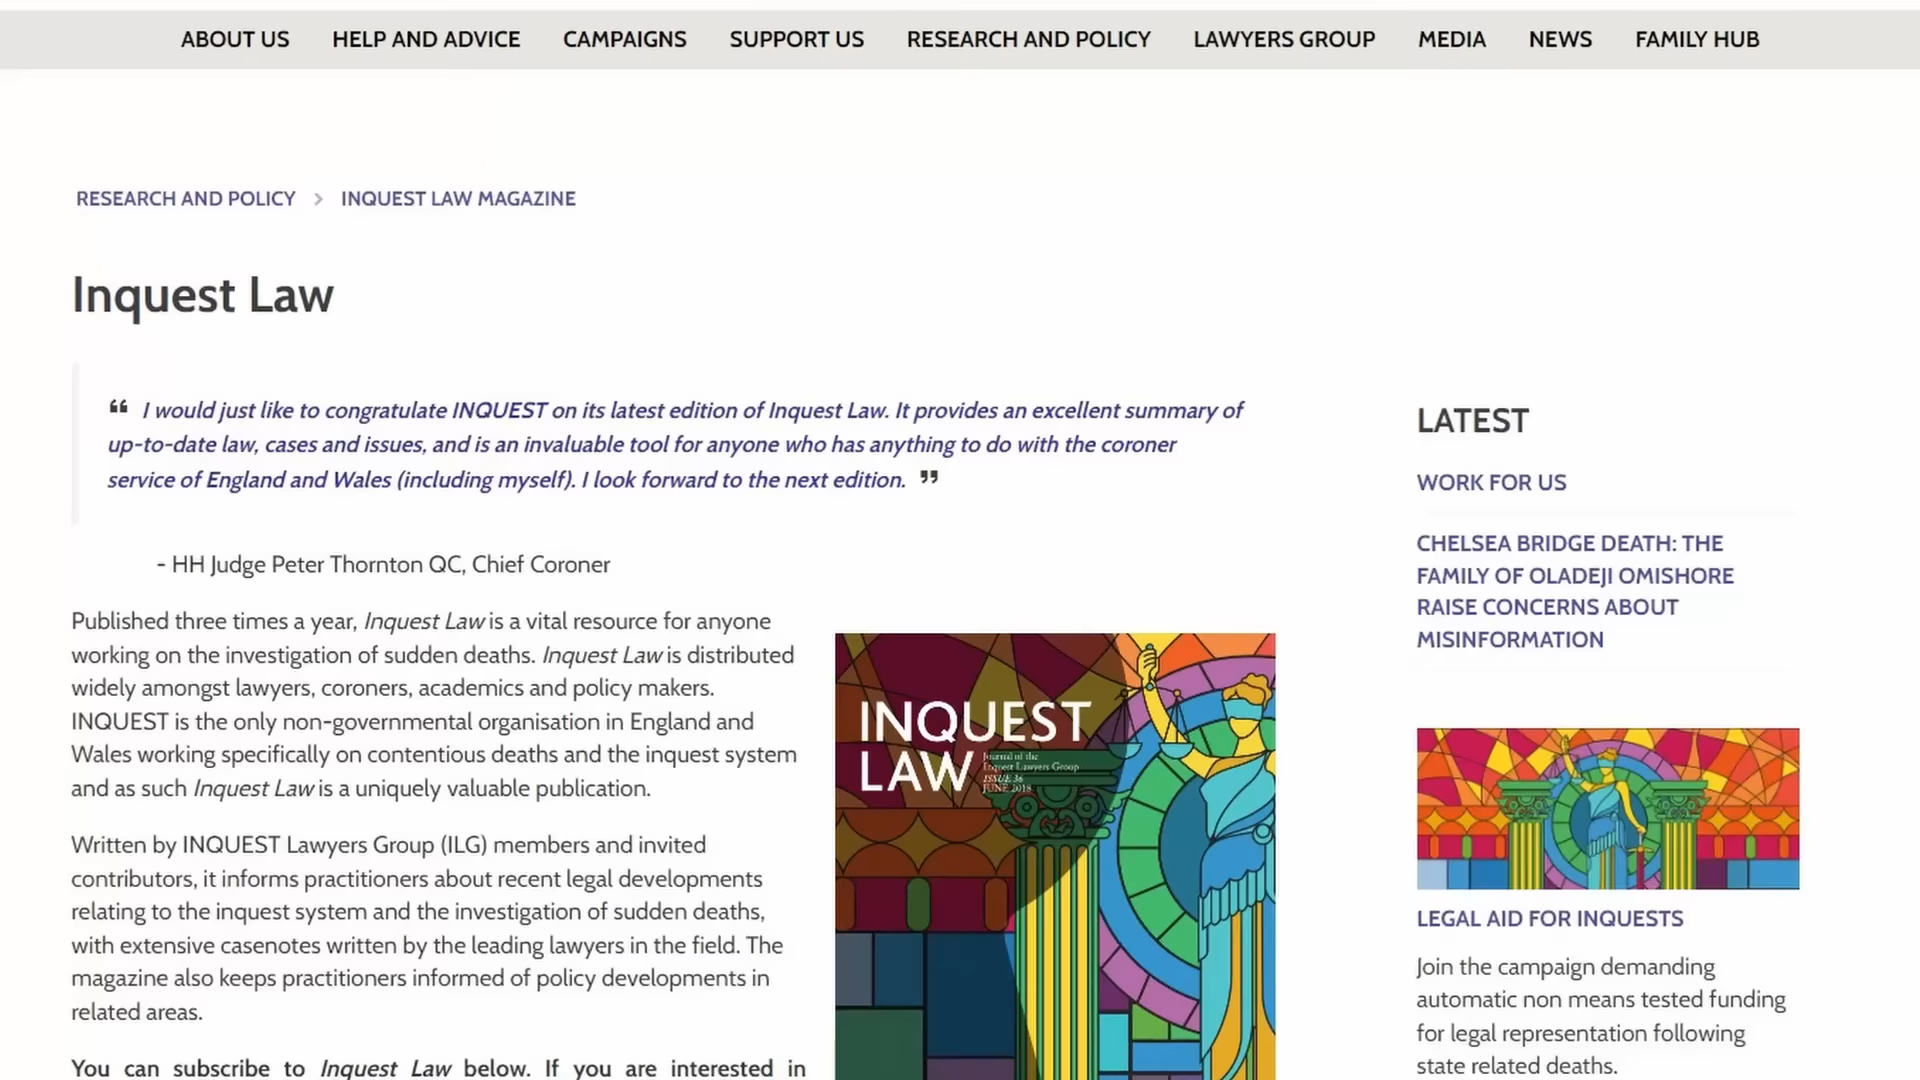 ABOUT US HELP AND ADVICE CAMPAIGNS SUPPORT US RESEARCH AND POLICY LAWYERS GROUP MEDIA NEWS FAMILY HUB
RESEARCH AND POLICY > INQUEST LAW MAGAZINE
Inquest Law
“ I would just like to congratulate INQUEST on its latest edition of Inquest Law. It provides an excellent summary of
up-to-date law, cases and issues, and is an invaluable tool for anyone who has anything to do with the coroner
service of England and Wales (including myself). I look forward to the next edition. ”
- HH Judge Peter Thornton QC, Chief Coroner
Published three times a year, Inquest Law is a vital resource for anyone
working on the investigation of sudden deaths. Inquest Law is distributed
widely amongst lawyers, coroners, academics and policy makers.
INQUEST is the only non-governmental organisation in England and
Wales working specifically on contentious deaths and the inquest system
and as such Inquest Law is a uniquely valuable publication.
Written by INQUEST Lawyers Group (ILG) members and invited
contributors, it informs practitioners about recent legal developments
relating to the inquest system and the investigation of sudden deaths,
with extensive casenotes written by the leading lawyers in the field. The
magazine also keeps practitioners informed of policy developments in
related areas.
You can subscribe to Inquest Law below. If you are interested in
INQUEST
LAW
Journal of the
Inquest Lawyers Group
ISSUE 36
JUNE 2018
LATEST
WORK FOR US
CHELSEA BRIDGE DEATH: THE
FAMILY OF OLADEJI OMISHORE
RAISE CONCERNS ABOUT
MISINFORMATION
LEGAL AID FOR INQUESTS
Join the campaign demanding
automatic non means tested funding
for legal representation following
state related deaths.